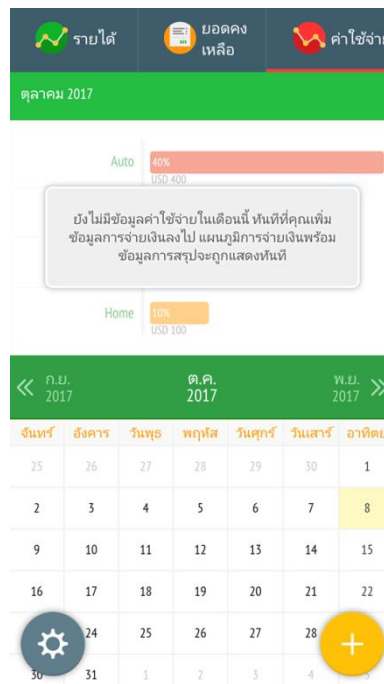 รายได้
ยอดคง
เหลือ
ค่าใช้จ่าย
ตุลาคม 2017
Auto 40%
USD 400
ยังไม่มีข้อมูลค่าใช้จ่ายในเดือนนี้ ทันทีที่คุณเพิ่ม
ข้อมูลการจ่ายเงินลงไป แผนภูมิการจ่ายเงินพร้อม
ข้อมูลการสรุปจะถูกแสดงทันที
Home 10%
USD 100
ก.ย. ต.ค. พ.ย.
2017 2017 2017
จันทร์ อังคาร วันพุธ พฤหัส วันศุกร์ วันเสาร์ อาทิตย์
25 26 27 28 29 30 1
2 3 4 5 6 7 8
9 10 11 12 13 14 15
16 17 18 19 20 21 22
24 25 26 27 28
30 31 1 2 3 4 5